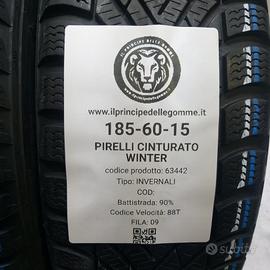 IL PRINCIPE DELLE GOMME
www.ilprincipedellegomme.it
185-60-15
PIRELLI CINTURATO
WINTER
codice prodotto: 63442
Tipo: INVERNALI
COD:
Battistrada: 90%
Codice Velocità: 88T
FILA: 09
subito